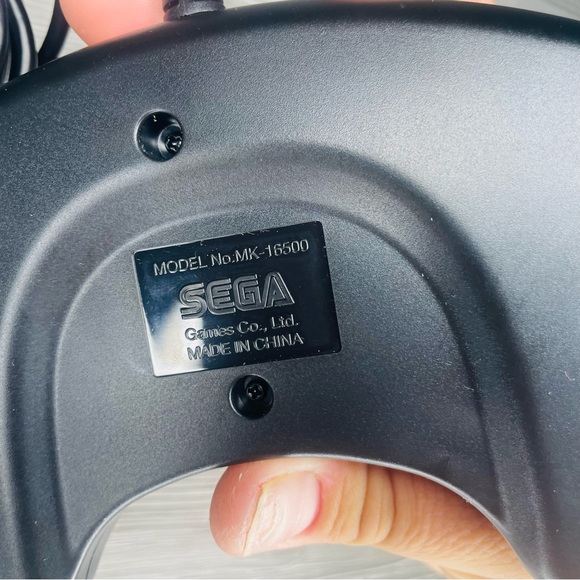 MODEL No:MK-16500
SEGA
Games Co., Ltd.
MADE IN CHINA